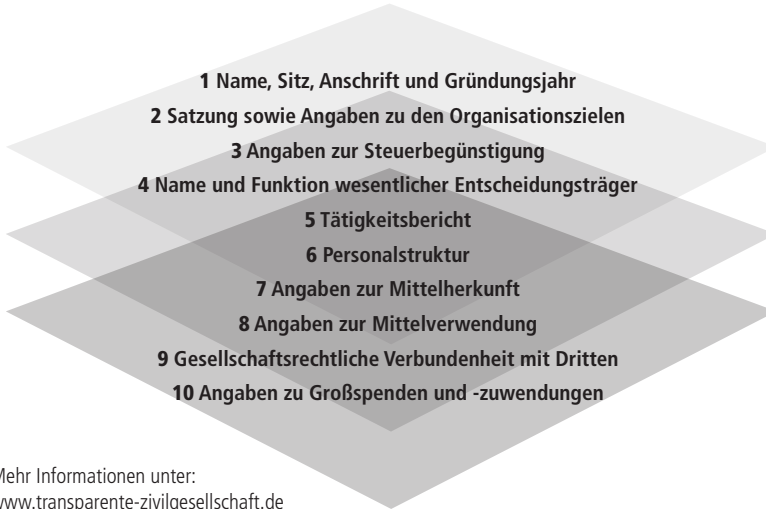 1 Name, Sitz, Anschrift und Gründungsjahr
2 Satzung sowie Angaben zu den Organisationszielen
3 Angaben zur Steuerbegünstigung
4 Name und Funktion wesentlicher Entscheidungsträger
5 Tätigkeitsbericht
6 Personalstruktur
7 Angaben zur Mittelherkunft
8 Angaben zur Mittelverwendung
9 Gesellschaftsrechtliche Verbundenheit mit Dritten
10 Angaben zu Großspenden und -zuwendungen
Mehr Informationen unter:
www.transparente-zivilgesellschaft.de